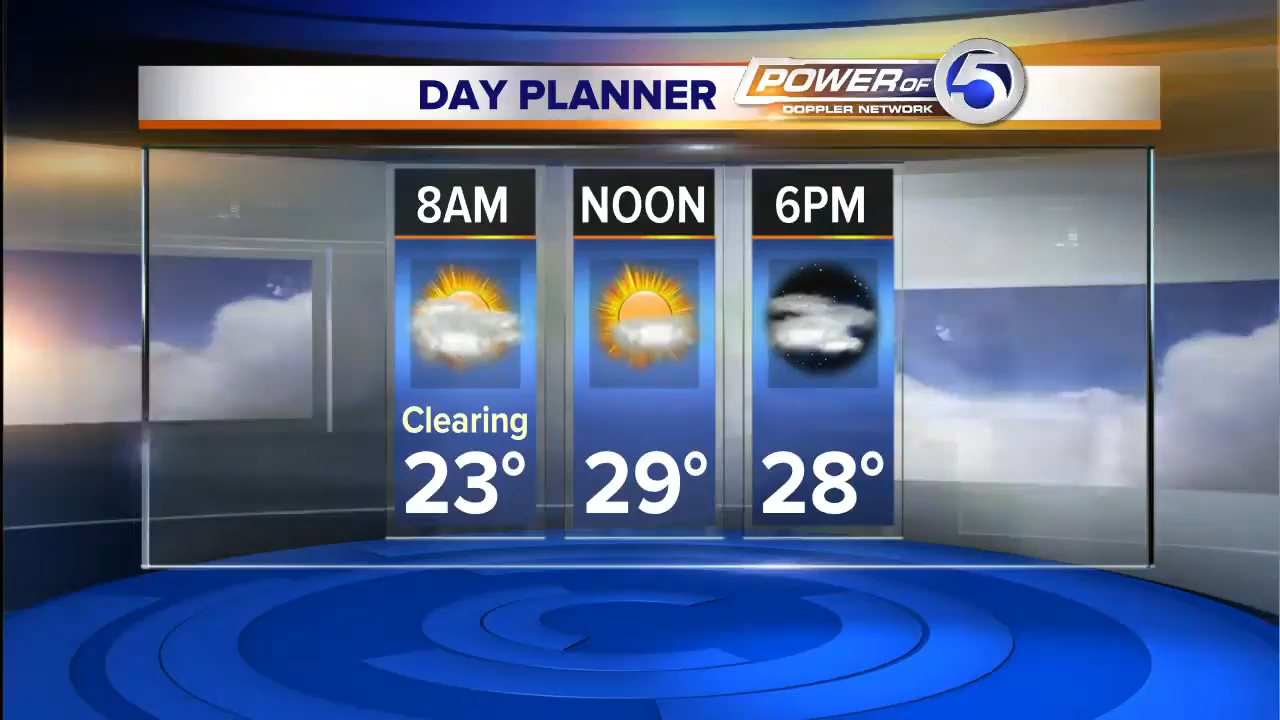 DAY PLANNER
POWER OF 5
DOPPLER NETWORK
8AM
NOON
6PM
Clearing
23°
29°
28°